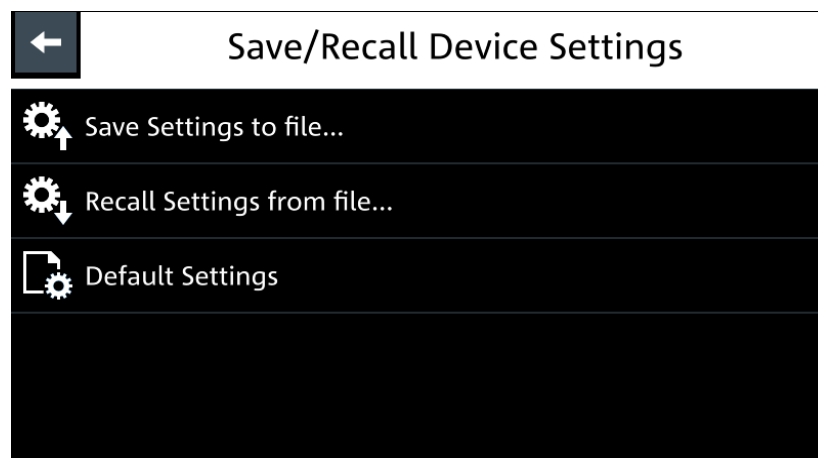 Save/Recall Device Settings
Save Settings to file...
Recall Settings from file...
Default Settings